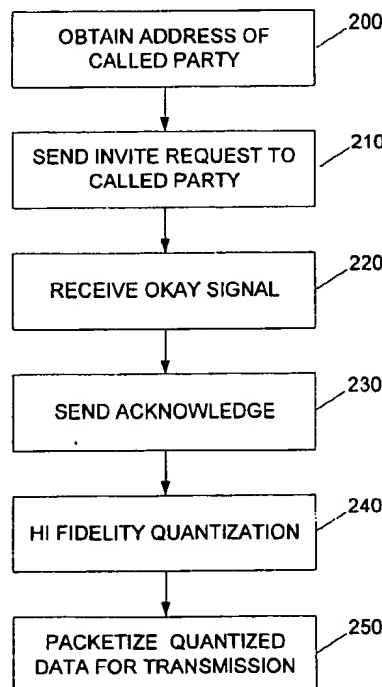 OBTAIN ADDRESS OF
CALLED PARTY
200
SEND INVITE REQUEST TO
CALLED PARTY
210
RECEIVE OKAY SIGNAL
220
SEND ACKNOWLEDGE
230
HI FIDELITY QUANTIZATION
240
PACKETIZE QUANTIZED
DATA FOR TRANSMISSION
250